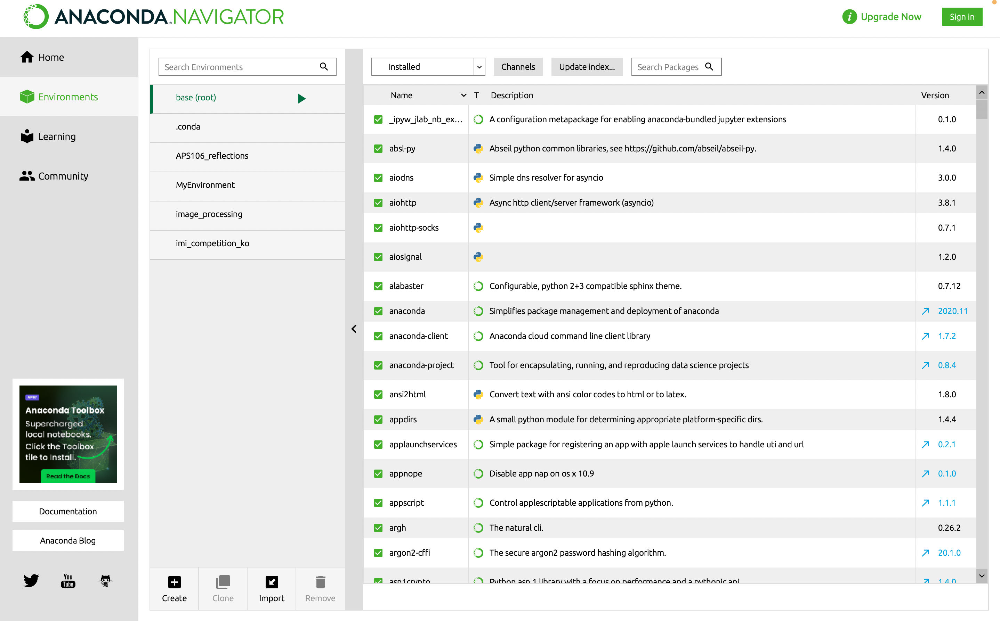 ANACONDA.NAVIGATOR
Upgrade Now
Sign in
Home
Environments
Learning
Community
NEW
Anaconda Toolbox
Supercharged
local notebooks.
Click the Toolbox
tile to Install.
Read the Docs
Documentation
Anaconda Blog
You
Tube
Search Environments
base (root)
.conda
APS106_reflections
MyEnvironment
image_processing
imi_competition_ko
Create
Clone
Import
Remove
Installed
Channels
Update index...
Search Packages
Name T Description Version
_ipyw_jlab_nb_ex... A configuration metapackage for enabling anaconda-bundled jupyter extensions 0.1.0
absl-py Abseil python common libraries, see https://github.com/abseil/abseil-py. 1.4.0
aiodns Simple dns resolver for asyncio 3.0.0
aiohttp Async http client/server framework (asyncio) 3.8.1
aiohttp-socks 0.7.1
aiosignal 1.2.0
alabaster Configurable, python 2+3 compatible sphinx theme. 0.7.12
anaconda Simplifies package management and deployment of anaconda 2020.11
anaconda-client Anaconda cloud command line client library 1.7.2
anaconda-project Tool for encapsulating, running, and reproducing data science projects 0.8.4
ansi2html Convert text with ansi color codes to html or to latex. 1.8.0
appdirs A small python module for determining appropriate platform-specific dirs. 1.4.4
applaunchservices Simple package for registering an app with apple launch services to handle uti and url 0.2.1
appnope Disable app nap on os x 10.9 0.1.0
appscript Control applescriptable applications from python. 1.1.1
argh The natural cli. 0.26.2
argon2-cffi The secure argon2 password hashing algorithm. 20.1.0
asn1crypto Python asn.1 library with a focus on performance and a pythonic api 1.4.0